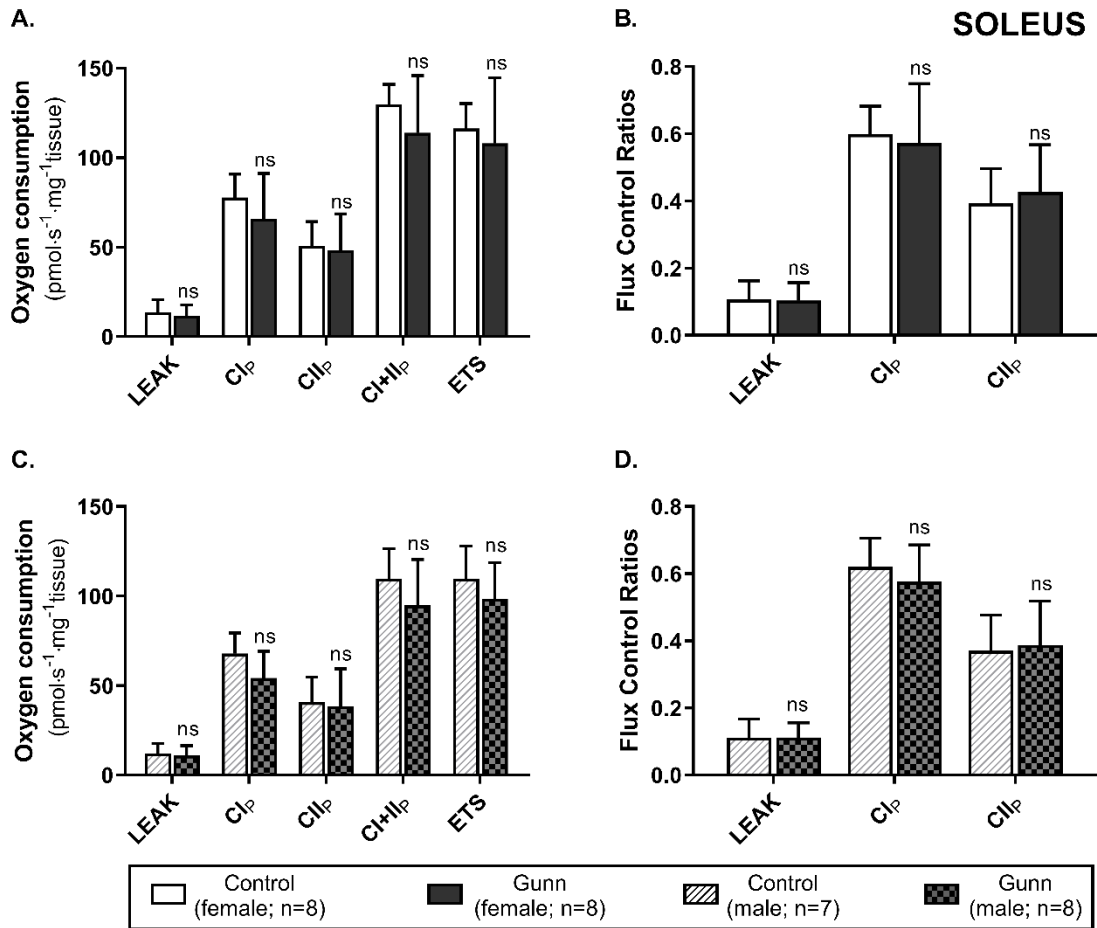 A.
B.
SOLEUS
Oxygen consumption
(pmol·s⁻¹·mg⁻¹tissue)
150
100
50
0
ns
ns
ns
ns
ns
LEAK
CIP
CIIP
CI+IIP
ETS
Flux Control Ratios
0.8
0.6
0.4
0.2
0.0
ns
ns
ns
LEAK
CIP
CIIP
C.
D.
Oxygen consumption
(pmol·s⁻¹·mg⁻¹tissue)
150
100
50
0
ns
ns
ns
ns
ns
LEAK
CIP
CIIP
CI+IIP
ETS
Flux Control Ratios
0.8
0.6
0.4
0.2
0.0
ns
ns
ns
LEAK
CIP
CIIP
Control
(female; n=8)
Gunn
(female; n=8)
Control
(male; n=7)
Gunn
(male; n=8)